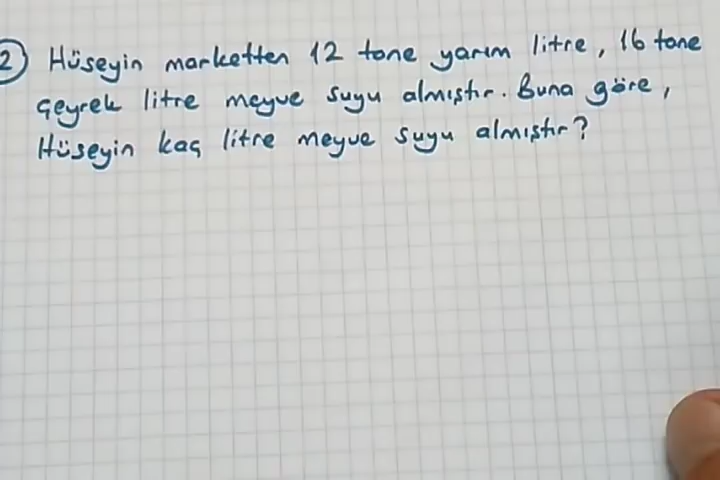 2 Hüseyin marketten 12 tane yarım litre, 16 tane
çeyrek litre meyve suyu almıştır. Buna göre,
Hüseyin kaç litre meyve suyu almıştır?